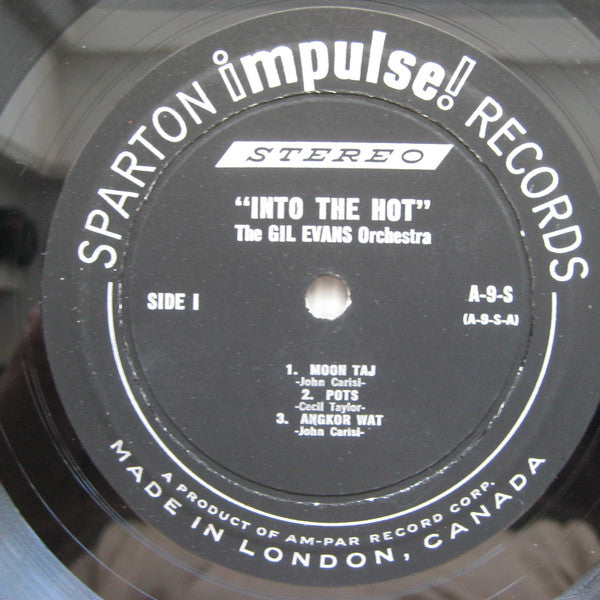 SPARTON impulse! RECORDS
STEREO
"INTO THE HOT"
The GIL EVANS Orchestra
SIDE 1
A-9-S
(A-9-S-A)
1. MOON TAJ
-John Carisi-
2. POTS
-Cecil Taylor-
3. ANGKOR WAT
-John Carisi-
A PRODUCT OF AM-PAR RECORD CORP.
MADE IN LONDON, CANADA